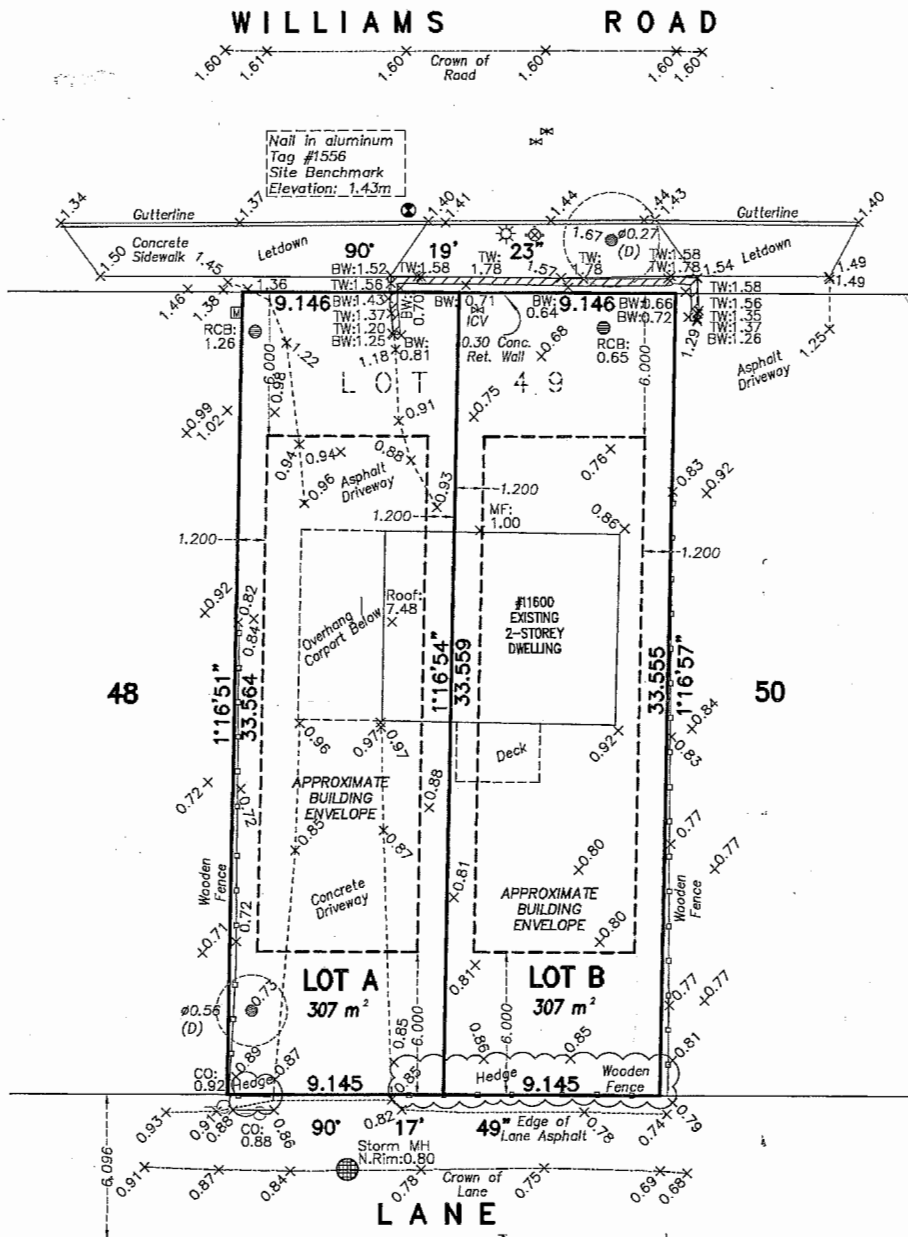 WILLIAMS ROAD
1.60 1.61 1.60 1.60 1.60 1.60
Crown of
Road
Nail in aluminum
Tag #1556
Site Benchmark
Elevation: 1.43m
1.34 Gutterline 1.37 1.40 1.41 1.44 1.44 1.43 Gutterline 1.40
1.67 ø0.27
(D)
Concrete
Sidewalk
1.50 1.45 Letdown 90° 19' 23" Letdown 1.49
1.49
BW:1.52 1.58 TW: 1.78 1.57 TW: 1.78 TW:1.58
TW:1.78 1.54
1.46 1.38 1.36 TW:1.56 TW:1.58
9.146 BW:1.43 BW: 0.70 BW: 0.71 BW: 0.64 9.146 BW:0.66 TW:1.56
M TW:1.37 ICV BW:0.72 TW:1.35
RCB:
1.26
TW:1.20 0.30 Conc.
Ret. Wall
RCB:
0.65
TW:1.37
BW:1.25 BW: 0.81 BW:1.26
1.29 1.25
6.000 1.22 1.18 0.68 6.000
Asphalt
Driveway
LOT 49
0.99 1.02 0.98 0.91 0.75
0.94 0.94 0.88 0.76
Asphalt
Driveway
0.96 0.93 0.83 0.92
1.200 1.200
MF:
1.00
0.86
1.200 1.200
0.92 0.82 0.84
Overhang
Carport Below
Roof:
7.48
#11600
EXISTING
2-STOREY
DWELLING
48
1°16'51"
33.564
1°16'54"
33.559
33.555
1°16'57"
50
0.96 0.97 0.97 0.92 0.84 0.83
Deck
0.72 0.72 0.88
APPROXIMATE
BUILDING
ENVELOPE
0.85 0.87 0.77 0.77
Wooden
Fence
0.81 0.80
Concrete
Driveway
APPROXIMATE
BUILDING
ENVELOPE
Wooden
Fence
0.71 0.72 0.80
LOT A
307 m²
0.81
LOT B
307 m²
ø0.56
(D)
0.73 0.77 0.77
6.000 6.000
0.89 0.87 0.85 0.86 0.85 0.81
CO:
0.92
Hedge 9.145 0.85 Hedge 9.145 Wooden
Fence
0.93 0.91 0.88 CO:
0.88
0.86 0.82 0.78 0.74 0.79
90° 17' 49"
Edge of
Lane Asphalt
6.096
Storm MH
N.Rim:0.80
0.91 0.87 0.84 0.78 0.75 0.69 0.68
Crown of
Lane
LANE